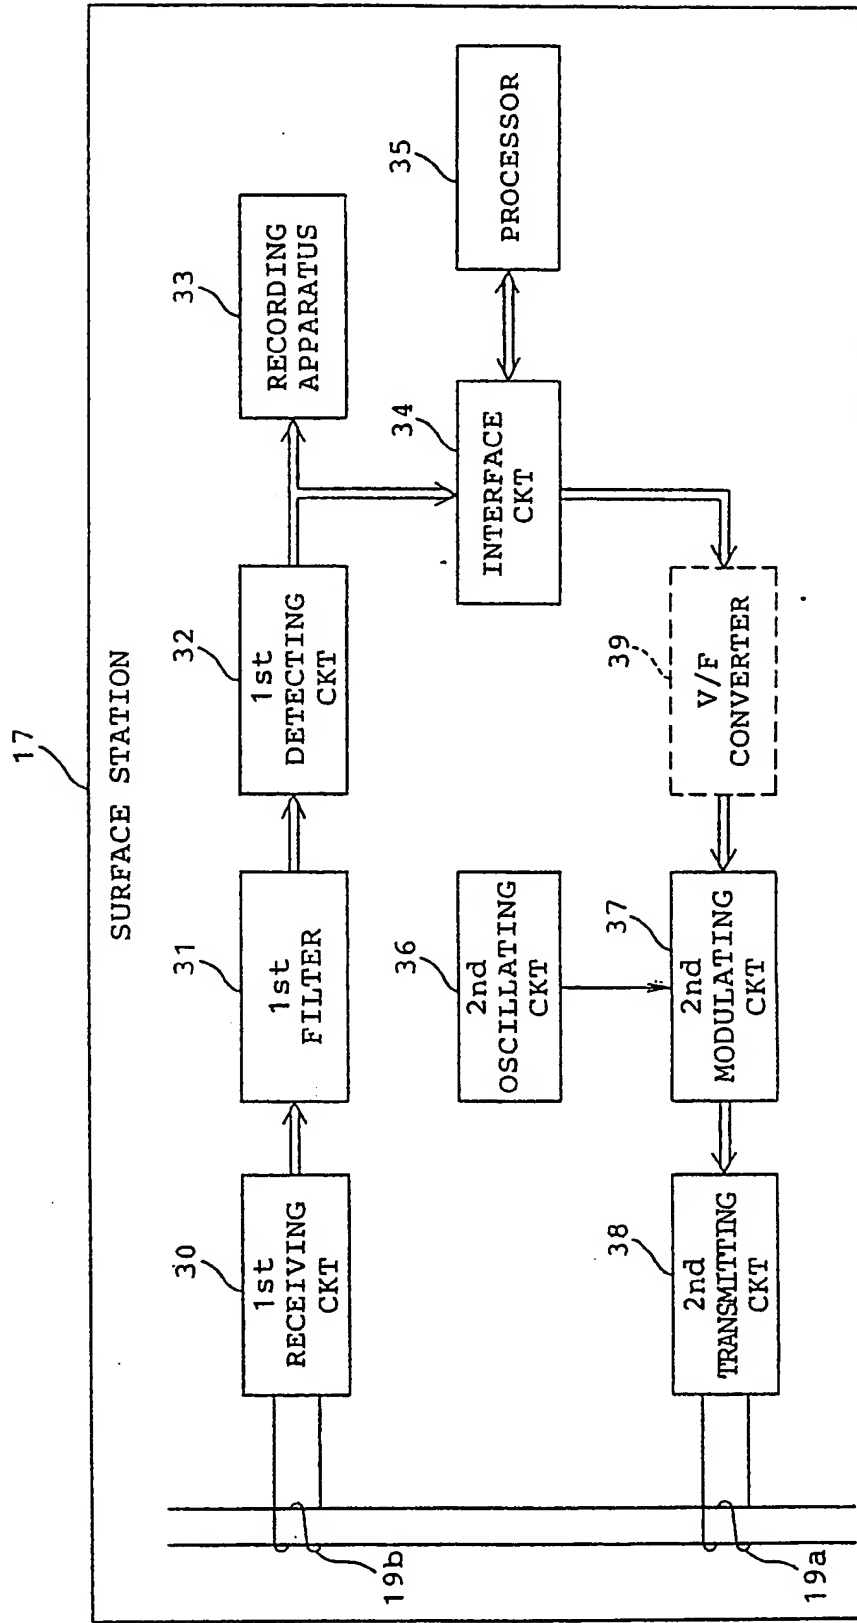 17
SURFACE STATION
30
1st
RECEIVING
CKT
31
1st
FILTER
32
1st
DETECTING
CKT
33
RECORDING
APPARATUS
34
INTERFACE
CKT
35
PROCESSOR
36
2nd
OSCILLATING
CKT
38
2nd
TRANSMITTING
CKT
37
2nd
MODULATING
CKT
39
V/F
CONVERTER
19b
19a